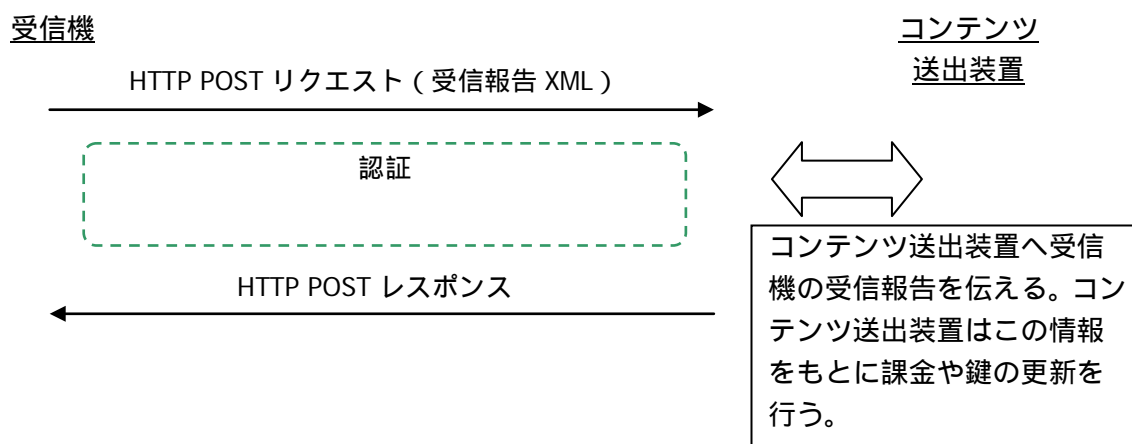 受信機
コンテンツ
送出装置
HTTP POST リクエスト（受信報告 XML）
認証
HTTP POST レスポンス
コンテンツ送出装置へ受信
機の受信報告を伝える。コン
テンツ送出装置はこの情報
をもとに課金や鍵の更新を
行う。